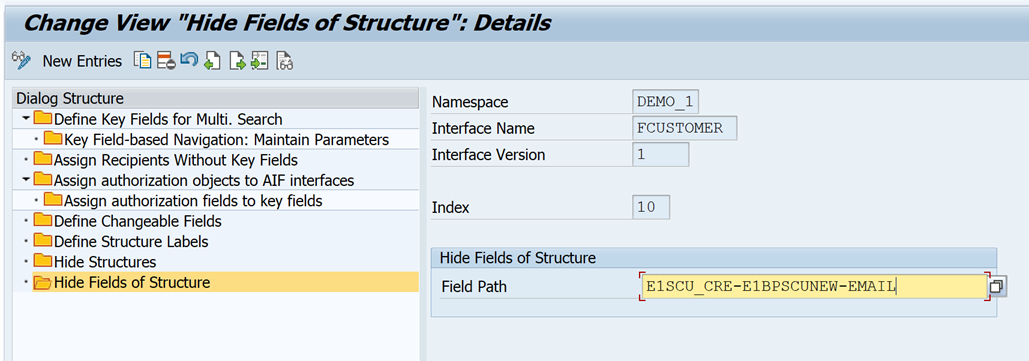 Change View "Hide Fields of Structure": Details
New Entries
Dialog Structure
Define Key Fields for Multi. Search
Key Field-based Navigation: Maintain Parameters
Assign Recipients Without Key Fields
Assign authorization objects to AIF interfaces
Assign authorization fields to key fields
Define Changeable Fields
Define Structure Labels
Hide Structures
Hide Fields of Structure
Namespace DEMO_1
Interface Name FCUSTOMER
Interface Version 1
Index 10
Hide Fields of Structure
Field Path E1SCU_CRE-E1BPSCUNEW-EMAIL